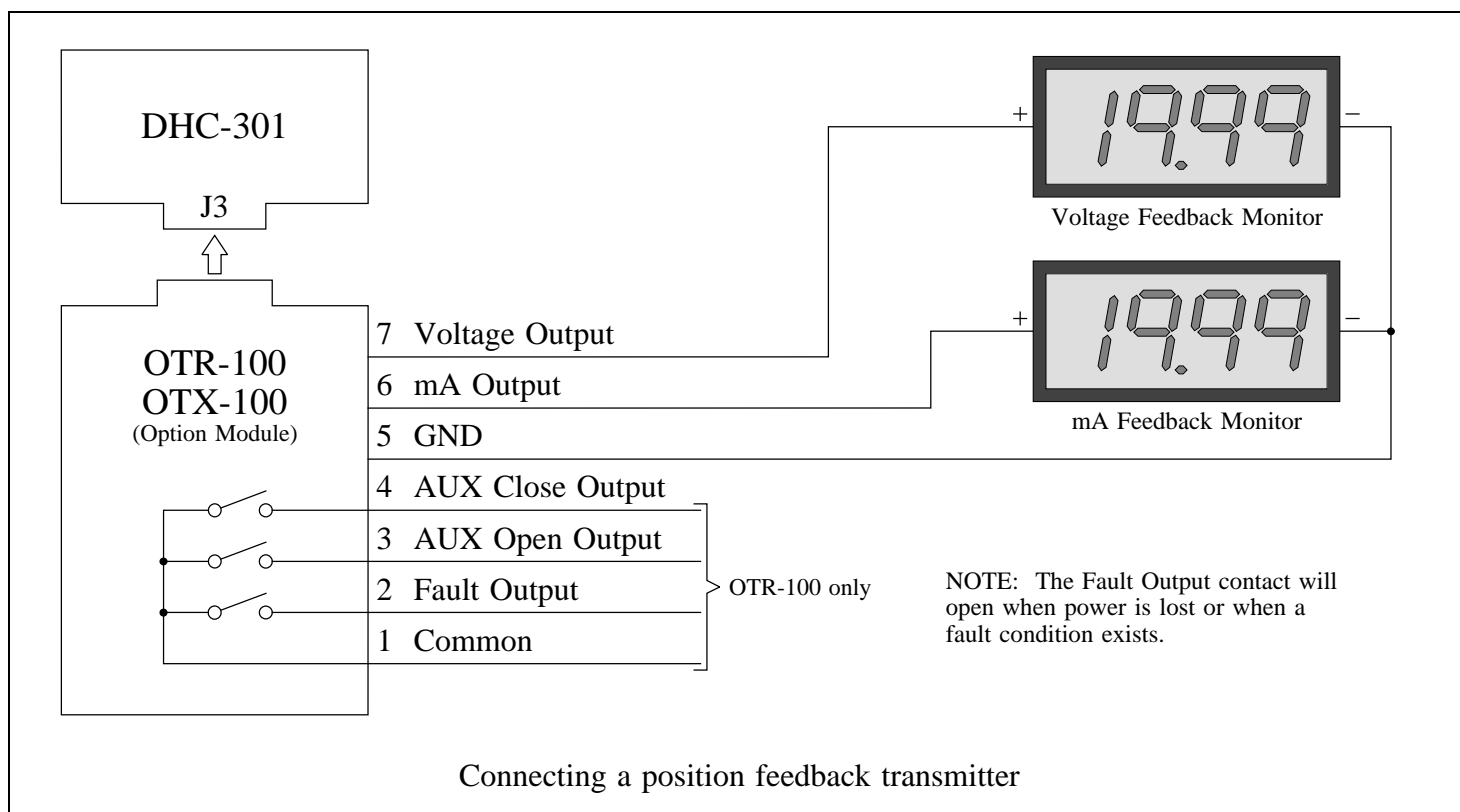 DHC-301
J3
OTR-100
OTX-100
(Option Module)
7 Voltage Output
6 mA Output
5 GND
4 AUX Close Output
3 AUX Open Output
2 Fault Output
1 Common
OTR-100 only
+ 19.99 −
Voltage Feedback Monitor
+ 19.99 −
mA Feedback Monitor
NOTE: The Fault Output contact will
open when power is lost or when a
fault condition exists.
Connecting a position feedback transmitter